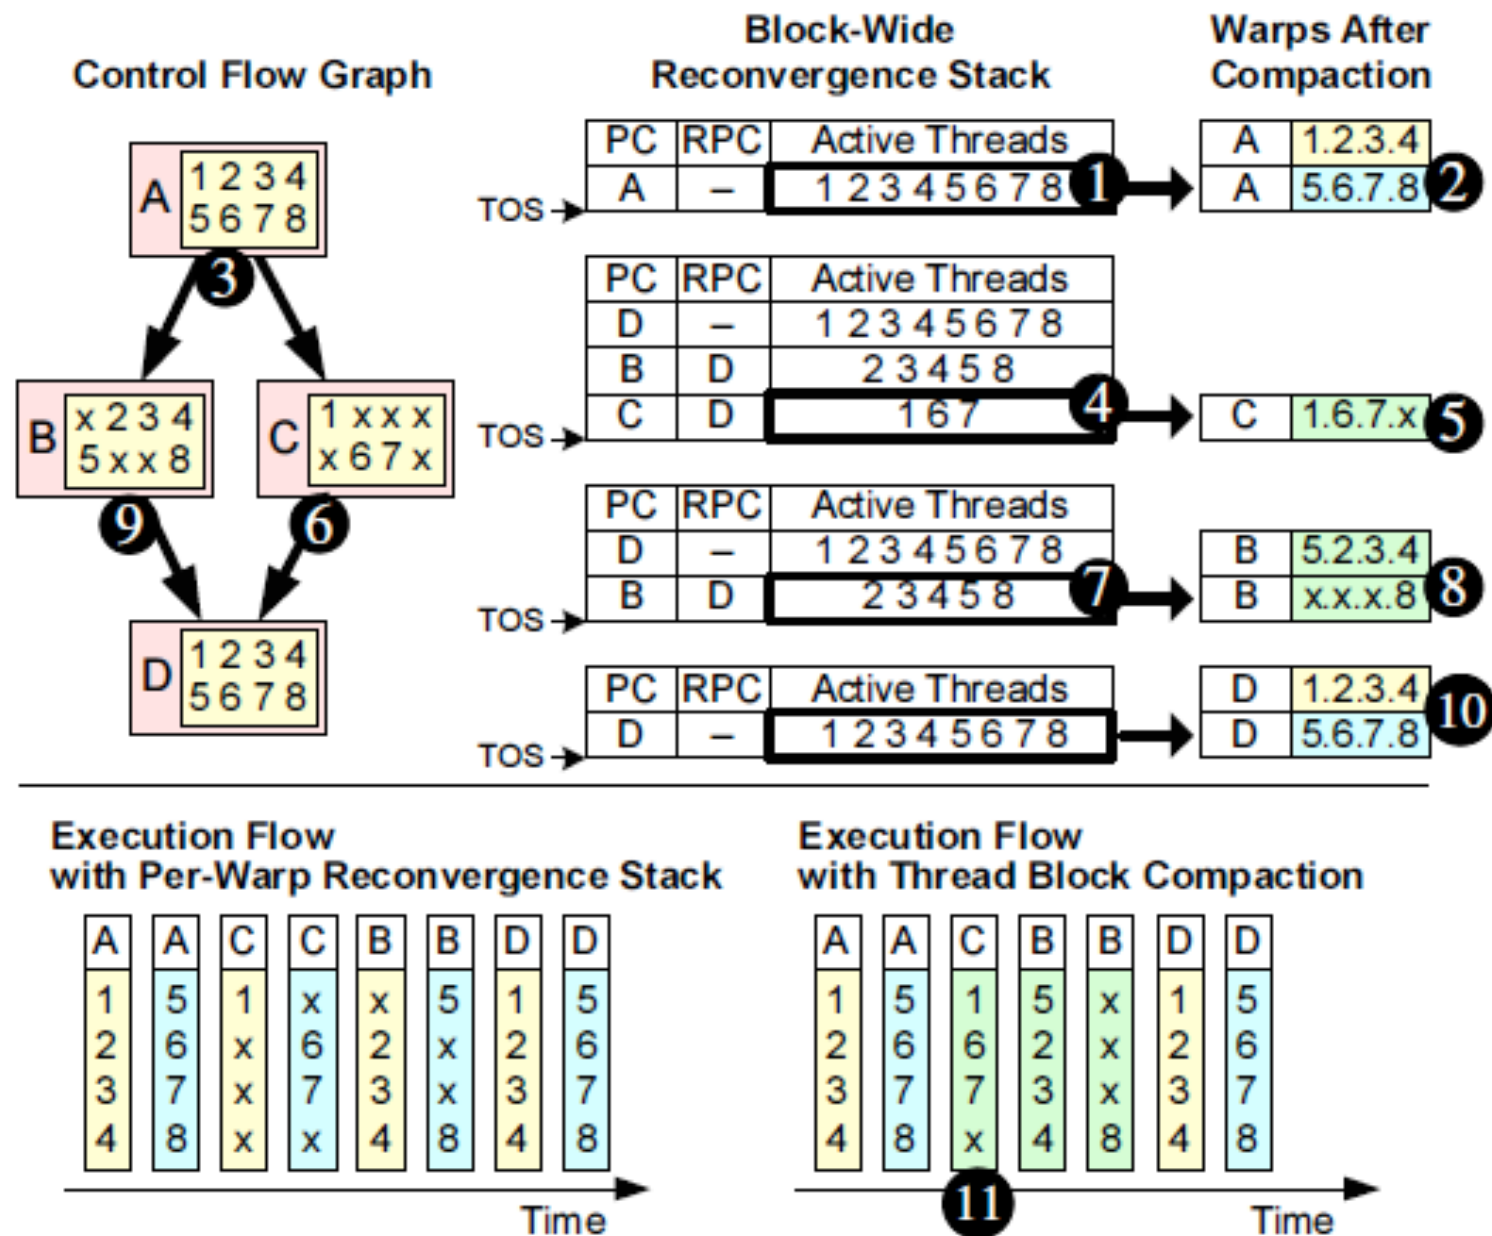 Control Flow Graph
Block-Wide
Reconvergence Stack
Warps After
Compaction
A
1 2 3 4
5 6 7 8
3
B
x 2 3 4
5 x x 8
9
C
1 x x x
x 6 7 x
6
D
1 2 3 4
5 6 7 8
PC RPC Active Threads
TOS A – 1 2 3 4 5 6 7 8 1
A 1.2.3.4
A 5.6.7.8
2
PC RPC Active Threads
D – 1 2 3 4 5 6 7 8
B D 2 3 4 5 8
TOS C D 1 6 7 4
C 1.6.7.x 5
PC RPC Active Threads
D – 1 2 3 4 5 6 7 8
TOS B D 2 3 4 5 8 7
B 5.2.3.4
B x.x.x.8
8
PC RPC Active Threads
TOS D – 1 2 3 4 5 6 7 8
D 1.2.3.4
D 5.6.7.8
10
Execution Flow
with Per-Warp Reconvergence Stack
A A C C B B D D
1 5 1 x x 5 1 5
2 6 x 6 2 x 2 6
3 7 x 7 3 x 3 7
4 8 x x 4 8 4 8
Time
Execution Flow
with Thread Block Compaction
A A C B B D D
1 5 1 5 x 1 5
2 6 6 2 x 2 6
3 7 7 3 x 3 7
4 8 x 4 8 4 8
11
Time